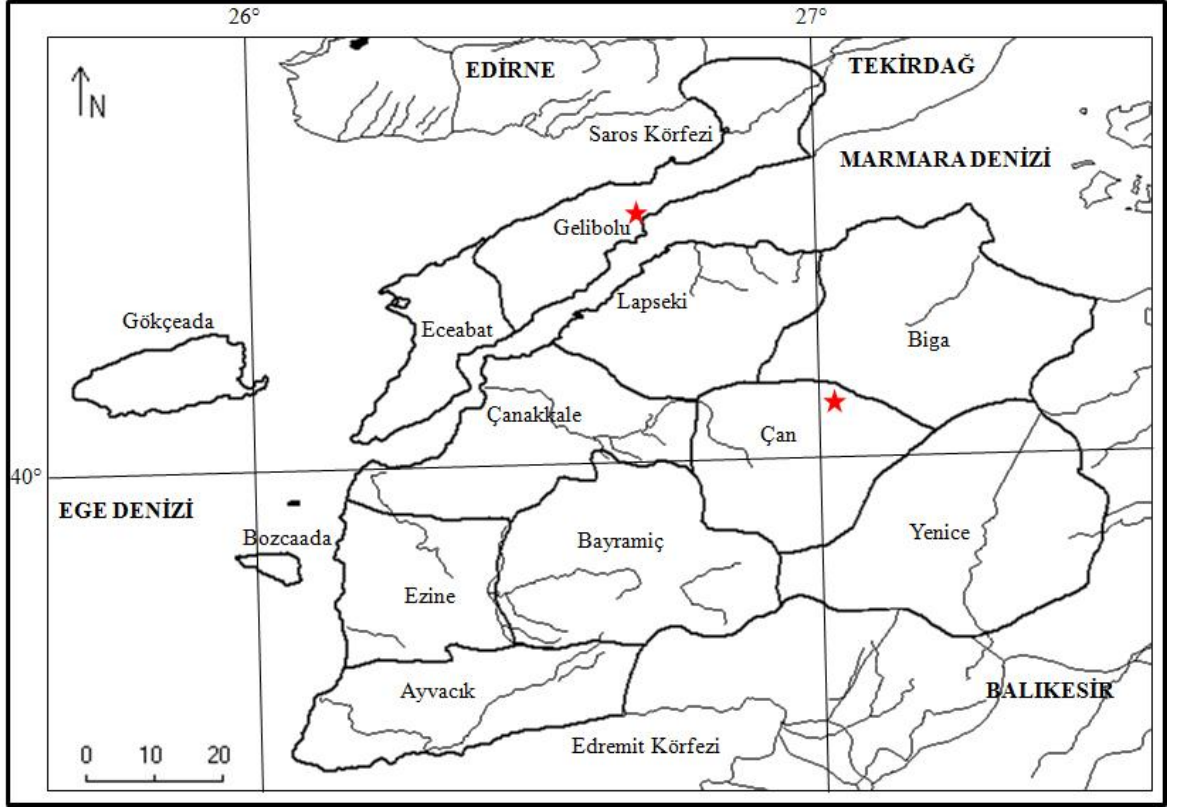 26°
27°
EDİRNE
TEKİRDAĞ
N
Saros Körfezi
MARMARA DENİZİ
Gelibolu
Lapseki
Gökçeada
Eceabat
Biga
Çanakkale
Çan
40°
EGE DENİZİ
Bozcaada
Bayramiç
Yenice
Ezine
Ayvacık
BALIKESİR
Edremit Körfezi
0 10 20